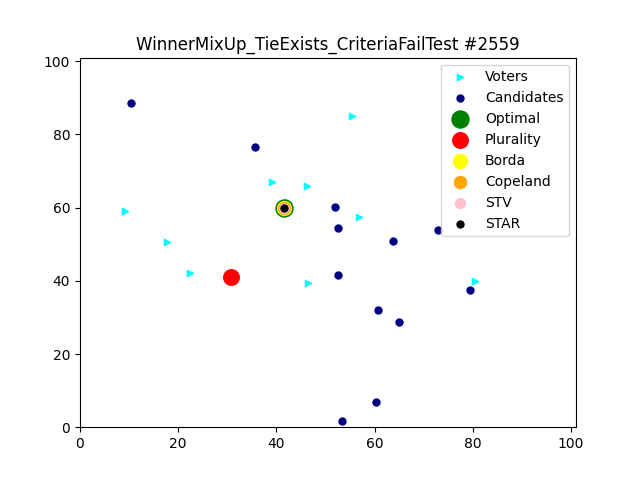 WinnerMixUp_TieExists_CriteriaFailTest #2559
100
80
60
40
20
0
0 20 40 60 80 100
Voters
Candidates
Optimal
Plurality
Borda
Copeland
STV
STAR